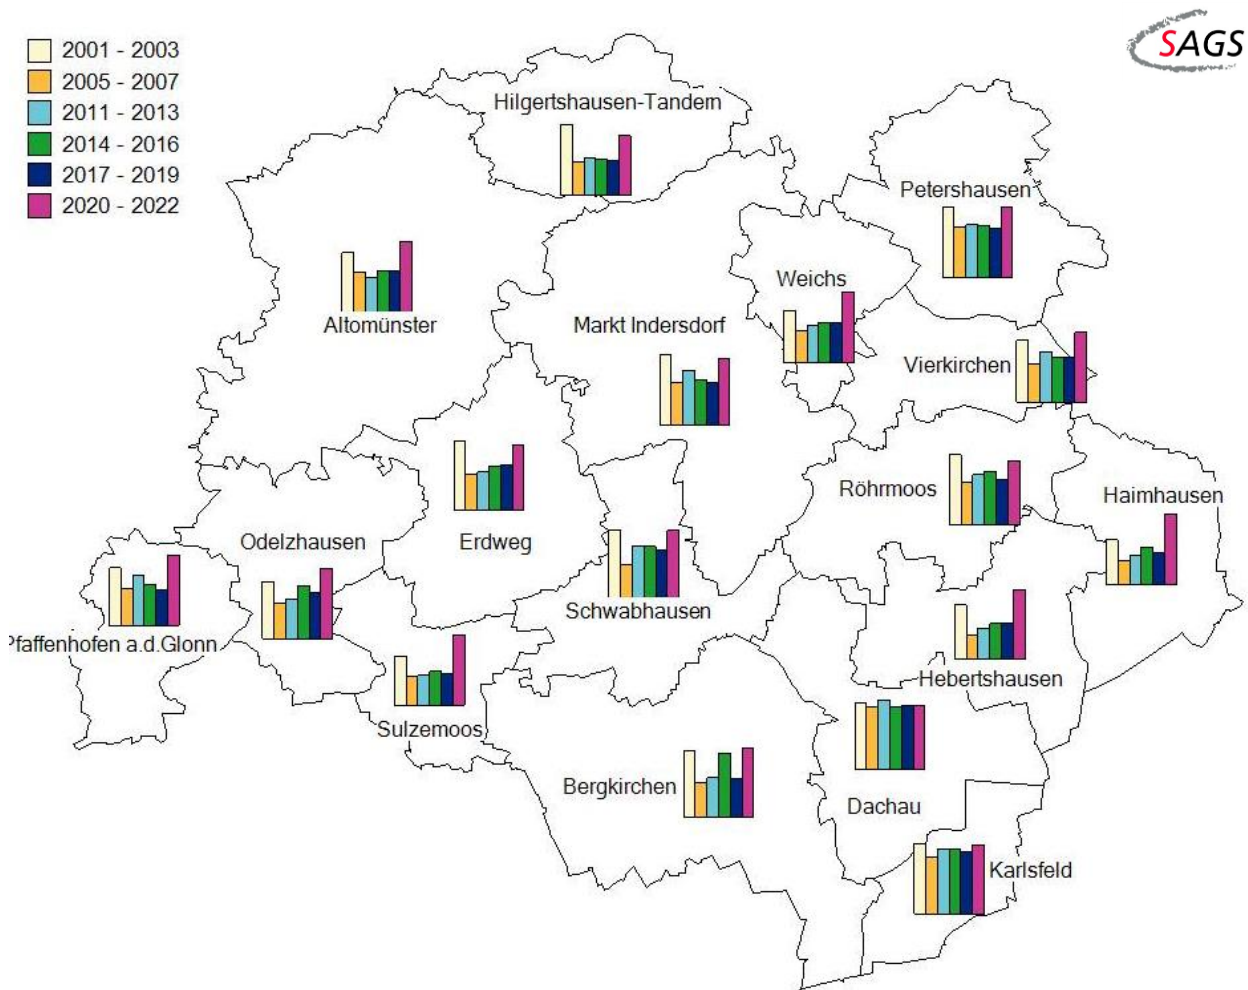 SAGS
2001 - 2003
2005 - 2007
2011 - 2013
2014 - 2016
2017 - 2019
2020 - 2022
Hilgertshausen-Tandern
Petershausen
Weichs
Altomünster
Markt Indersdorf
Vierkirchen
Röhrmoos
Haimhausen
Odelzhausen
Erdweg
Schwabhausen
Pfaffenhofen a.d.Glonn
Hebertshausen
Sulzemoos
Bergkirchen
Dachau
Karlsfeld